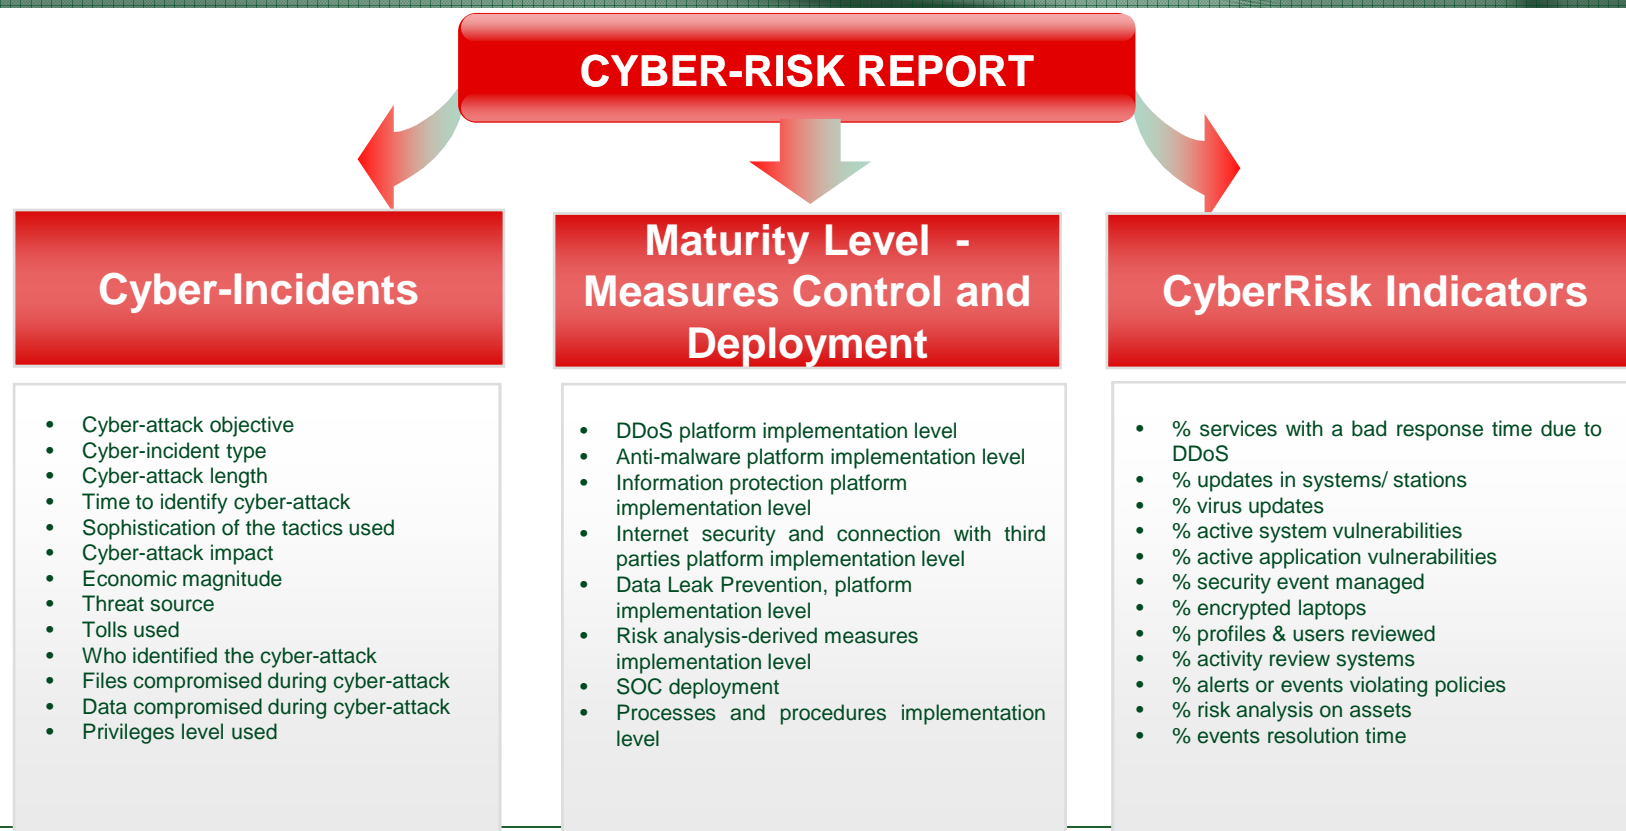 CYBER-RISK REPORT
Cyber-Incidents
• Cyber-attack objective
• Cyber-incident type
• Cyber-attack length
• Time to identify cyber-attack
• Sophistication of the tactics used
• Cyber-attack impact
• Economic magnitude
• Threat source
• Tolls used
• Who identified the cyber-attack
• Files compromised during cyber-attack
• Data compromised during cyber-attack
• Privileges level used
Maturity Level -
Measures Control and
Deployment
• DDoS platform implementation level
• Anti-malware platform implementation level
• Information protection platform
implementation level
• Internet security and connection with third
parties platform implementation level
• Data Leak Prevention, platform
implementation level
• Risk analysis-derived measures
implementation level
• SOC deployment
• Processes and procedures implementation
level
CyberRisk Indicators
• % services with a bad response time due to
DDoS
• % updates in systems/ stations
• % virus updates
• % active system vulnerabilities
• % active application vulnerabilities
• % security event managed
• % encrypted laptops
• % profiles & users reviewed
• % activity review systems
• % alerts or events violating policies
• % risk analysis on assets
• % events resolution time